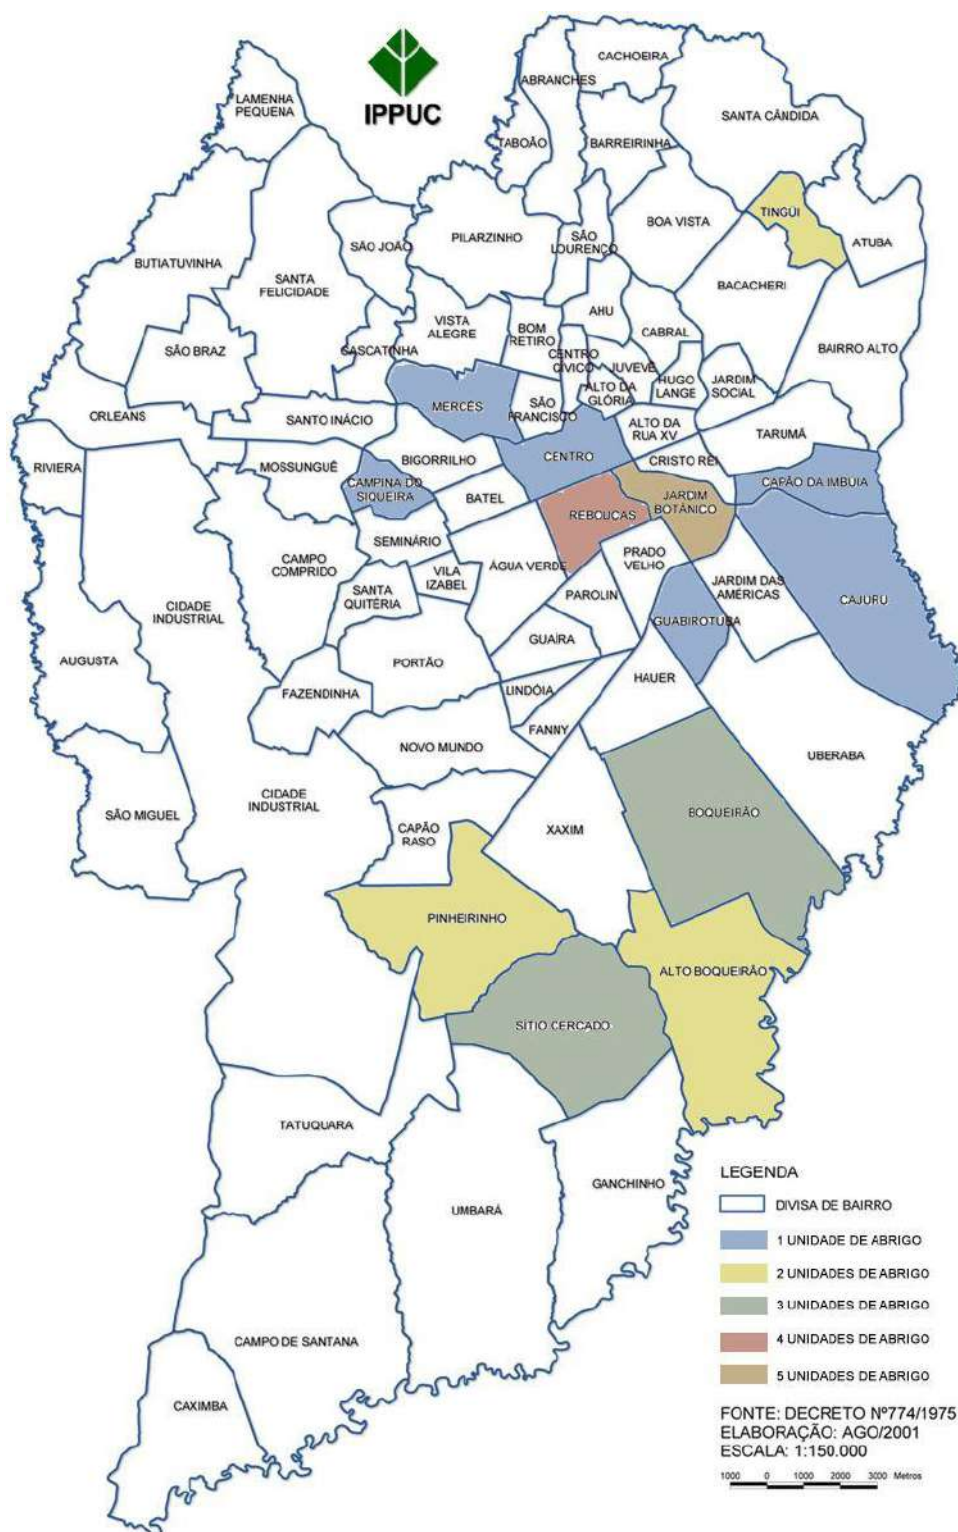 IPPUC
CACHOEIRA
ABRANCHES
LAMENHA
PEQUENA
SANTA CÂNDIDA
TABOÃO
BARREIRINHA
TINGÜI
BOA VISTA
SÃO
LOURENÇO
PILARZINHO
SÃO JOÃO
ATUBA
BUTIATUVINHA
SANTA
FELICIDADE
BACACHERI
AHU
VISTA
ALEGRE
BOM
RETIRO
CABRAL
BAIRRO ALTO
SÃO BRAZ
CASCATINHA
CENTRO
CÍVICO
JUVEVÊ
HUGO
LANGE
JARDIM
SOCIAL
ALTO DA
GLÓRIA
MERCÊS
SÃO
FRANCISCO
ORLEANS
SANTO INÁCIO
ALTO DA
RUA XV
TARUMÃ
BIGORRILHO
CENTRO
CRISTO REI
RIVIERA
MOSSUNGUÊ
CAMPINA DO
SIQUEIRA
BATEL
CAPÃO DA IMBUIA
JARDIM
BOTÂNICO
REBOUÇAS
SEMINÁRIO
CAMPO
COMPRIDO
VILA
IZABEL
ÁGUA VERDE
PRADO
VELHO
JARDIM DAS
AMÉRICAS
SANTA
QUITÉRIA
PAROLIN
CAJURU
CIDADE
INDUSTRIAL
GUABIROTUBA
GUAÍRA
AUGUSTA
PORTÃO
HAUER
FAZENDINHA
LINDÓIA
FANNY
NOVO MUNDO
UBERABA
CIDADE
INDUSTRIAL
SÃO MIGUEL
BOQUEIRÃO
CAPÃO
RASO
XAXIM
PINHEIRINHO
ALTO BOQUEIRÃO
SÍTIO CERCADO
TATUQUARA
GANCHINHO
UMBARÁ
CAMPO DE SANTANA
CAXIMBA
LEGENDA
DIVISA DE BAIRRO
1 UNIDADE DE ABRIGO
2 UNIDADES DE ABRIGO
3 UNIDADES DE ABRIGO
4 UNIDADES DE ABRIGO
5 UNIDADES DE ABRIGO
FONTE: DECRETO Nº774/1975
ELABORAÇÃO: AGO/2001
ESCALA: 1:150.000
1000 0 1000 2000 3000 Metros